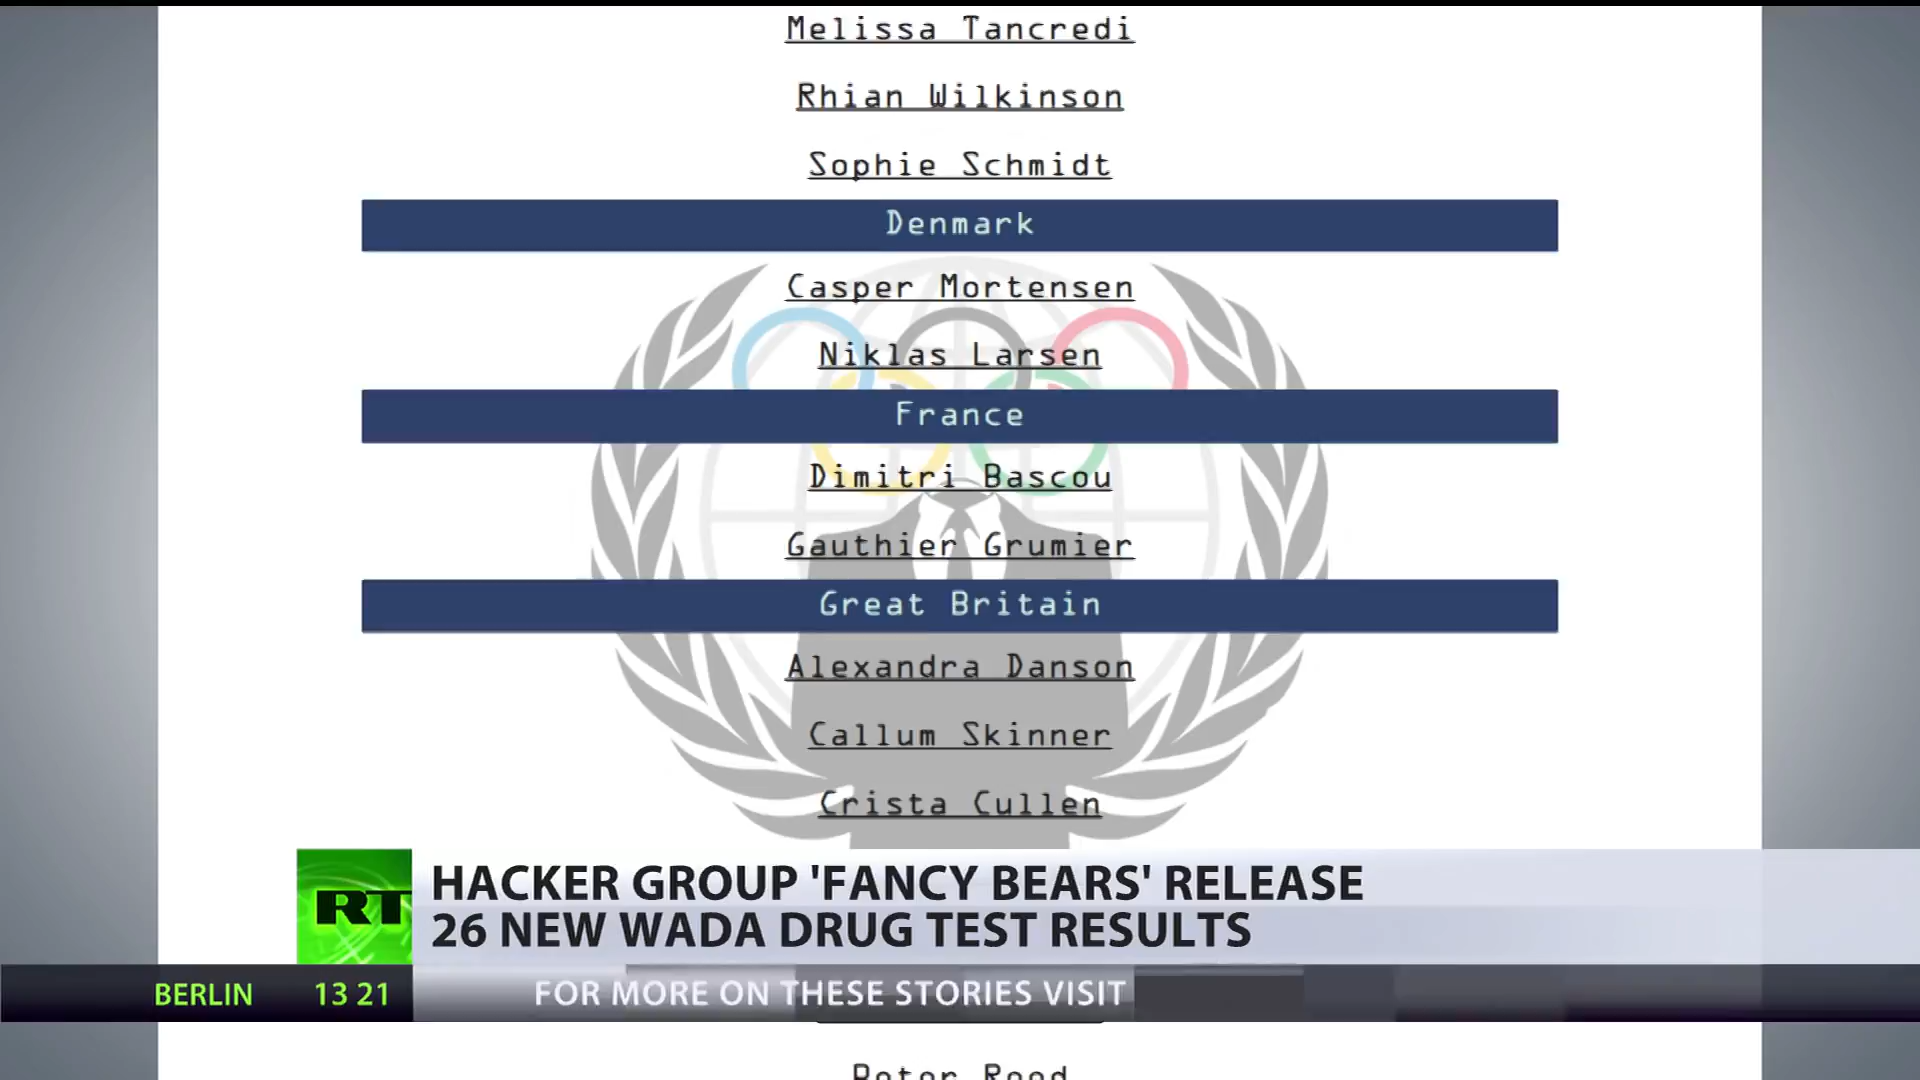 Melissa Tancredi
Rhian Wilkinson
Sophie Schmidt
Denmark
Casper Mortensen
Niklas Larsen
France
Dimitri Bascou
Gauthier Grumier
Great Britain
Alexandra Danson
Callum Skinner
Crista Cullen
RT
HACKER GROUP 'FANCY BEARS' RELEASE
26 NEW WADA DRUG TEST RESULTS
BERLIN 13 21
FOR MORE ON THESE STORIES VISIT